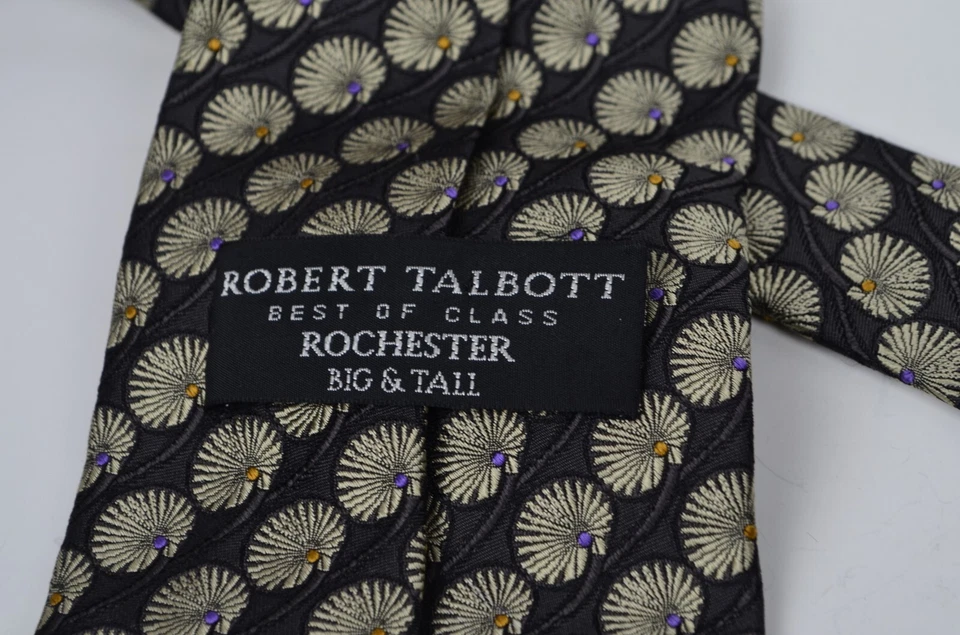 ROBERT TALBOTT
BEST OF CLASS
ROCHESTER
BIG & TALL